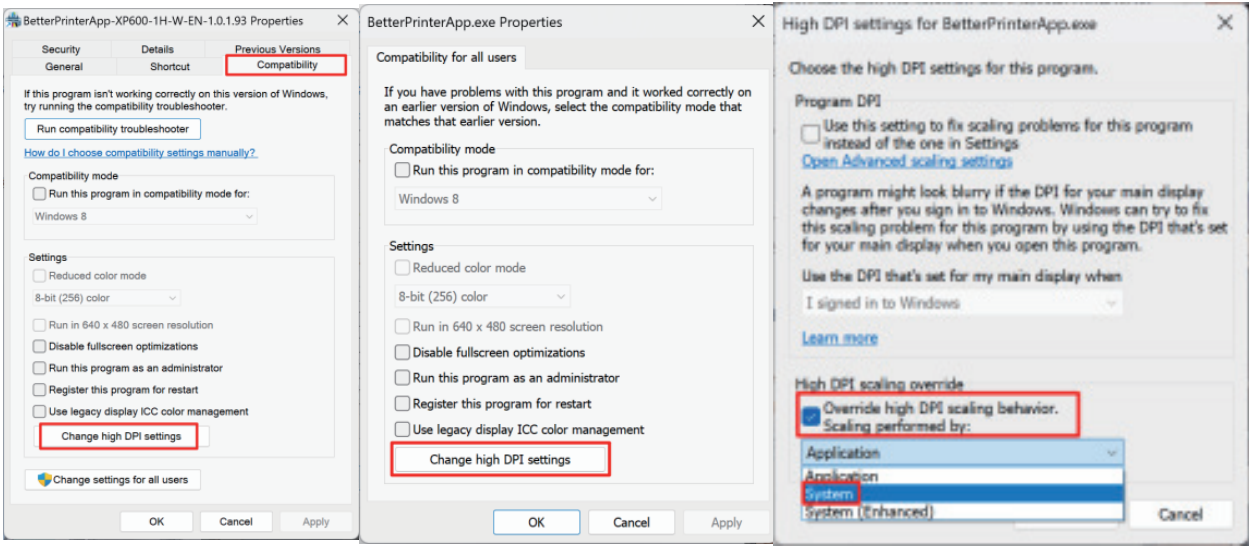 BetterPrinterApp-XP600-1H-W-EN-1.0.1.93 Properties
Security Details Previous Versions
General Shortcut Compatibility
If this program isn't working correctly on this version of Windows,
try running the compatibility troubleshooter.
Run compatibility troubleshooter
How do I choose compatibility settings manually?
Compatibility mode
Run this program in compatibility mode for:
Windows 8
Settings
Reduced color mode
8-bit (256) color
Run in 640 x 480 screen resolution
Disable fullscreen optimizations
Run this program as an administrator
Register this program for restart
Use legacy display ICC color management
Change high DPI settings
Change settings for all users
OK Cancel Apply
BetterPrinterApp.exe Properties
Compatibility for all users
If you have problems with this program and it worked correctly on
an earlier version of Windows, select the compatibility mode that
matches that earlier version.
Compatibility mode
Run this program in compatibility mode for:
Windows 8
Settings
Reduced color mode
8-bit (256) color
Run in 640 x 480 screen resolution
Disable fullscreen optimizations
Run this program as an administrator
Register this program for restart
Use legacy display ICC color management
Change high DPI settings
OK Cancel Apply
High DPI settings for BetterPrinterApp.exe
Choose the high DPI settings for this program.
Program DPI
Use this setting to fix scaling problems for this program
instead of the one in Settings
Open Advanced scaling settings
A program might look blurry if the DPI for your main display
changes after you sign in to Windows. Windows can try to fix
this scaling problem for this program by using the DPI that's set
for your main display when you open this program.
Use the DPI that's set for my main display when
I signed in to Windows
Learn more
High DPI scaling override
Override high DPI scaling behavior.
Scaling performed by:
Application
Application
System
System (Enhanced)
Cancel